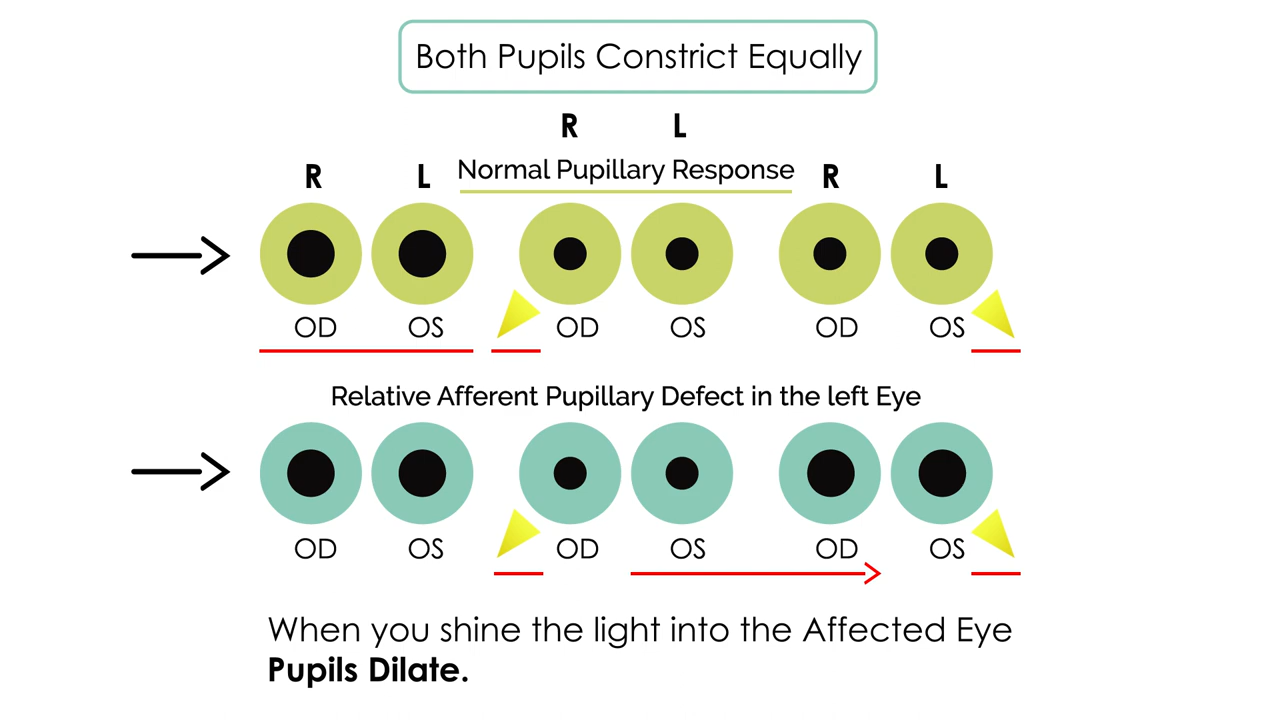 Both Pupils Constrict Equally
R L
R L Normal Pupillary Response R L
OD OS OD OS OD OS
Relative Afferent Pupillary Defect in the left Eye
OD OS OD OS OD OS
When you shine the light into the Affected Eye
Pupils Dilate.